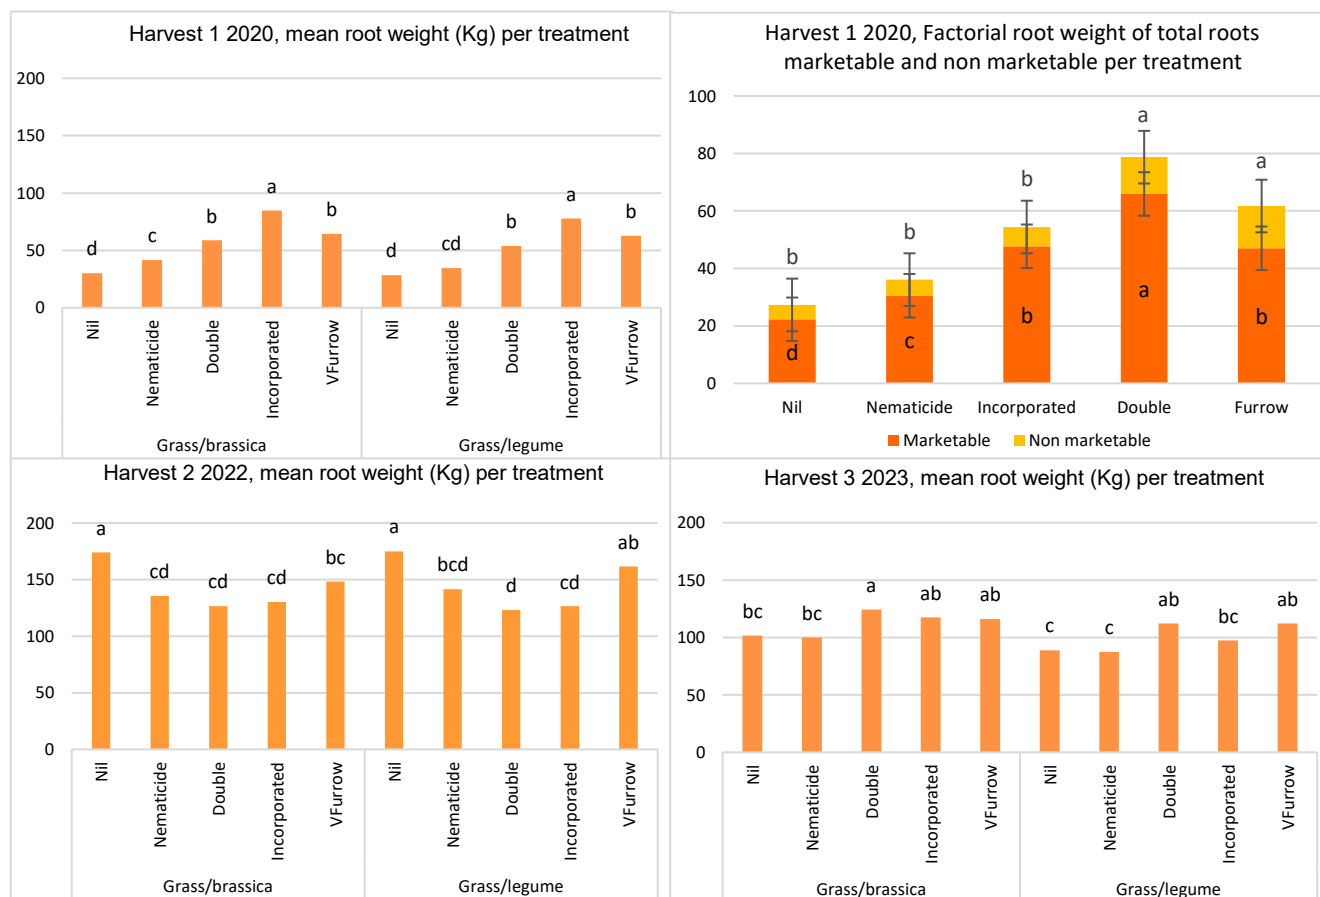 Harvest 1 2020, mean root weight (Kg) per treatment
200
150
100
50
0
d
c
b
a
b
d
cd
b
a
b
Nil
Nematicide
Double
Incorporated
VFurrow
Nil
Nematicide
Double
Incorporated
VFurrow
Grass/brassica
Grass/legume
Harvest 1 2020, Factorial root weight of total roots
marketable and non marketable per treatment
100
80
60
40
20
0
b
b
b
a
a
d
c
b
a
b
Nil
Nematicide
Incorporated
Double
Furrow
Marketable
Non marketable
Harvest 2 2022, mean root weight (Kg) per treatment
200
150
100
50
0
a
cd
cd
cd
bc
a
bcd
d
cd
ab
Nil
Nematicide
Double
Incorporated
VFurrow
Nil
Nematicide
Double
Incorporated
VFurrow
Grass/brassica
Grass/legume
Harvest 3 2023, mean root weight (Kg) per treatment
200
150
100
50
0
bc
bc
a
ab
ab
c
c
ab
bc
ab
Nil
Nematicide
Double
Incorporated
VFurrow
Nil
Nematicide
Double
Incorporated
VFurrow
Grass/brassica
Grass/legume